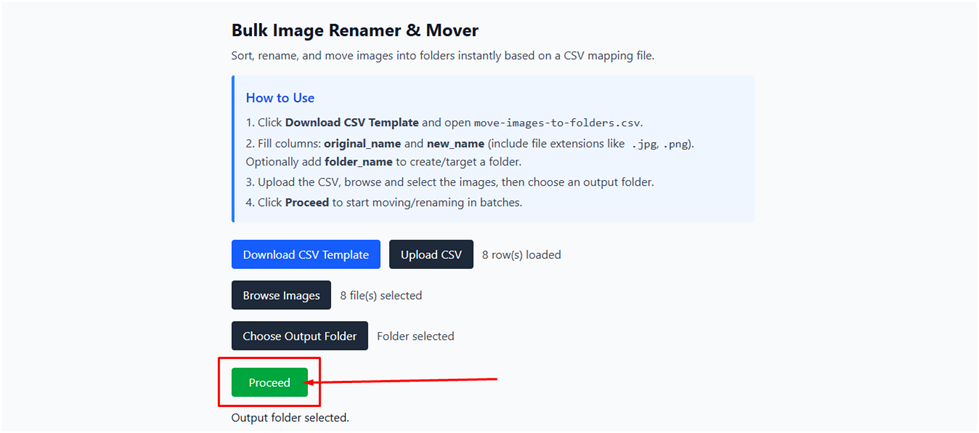 Bulk Image Renamer & Mover
Sort, rename, and move images into folders instantly based on a CSV mapping file.
How to Use
1. Click Download CSV Template and open move-images-to-folders.csv.
2. Fill columns: original_name and new_name (include file extensions like .jpg, .png).
Optionally add folder_name to create/target a folder.
3. Upload the CSV, browse and select the images, then choose an output folder.
4. Click Proceed to start moving/renaming in batches.
Download CSV Template Upload CSV 8 row(s) loaded
Browse Images 8 file(s) selected
Choose Output Folder Folder selected
Proceed
Output folder selected.